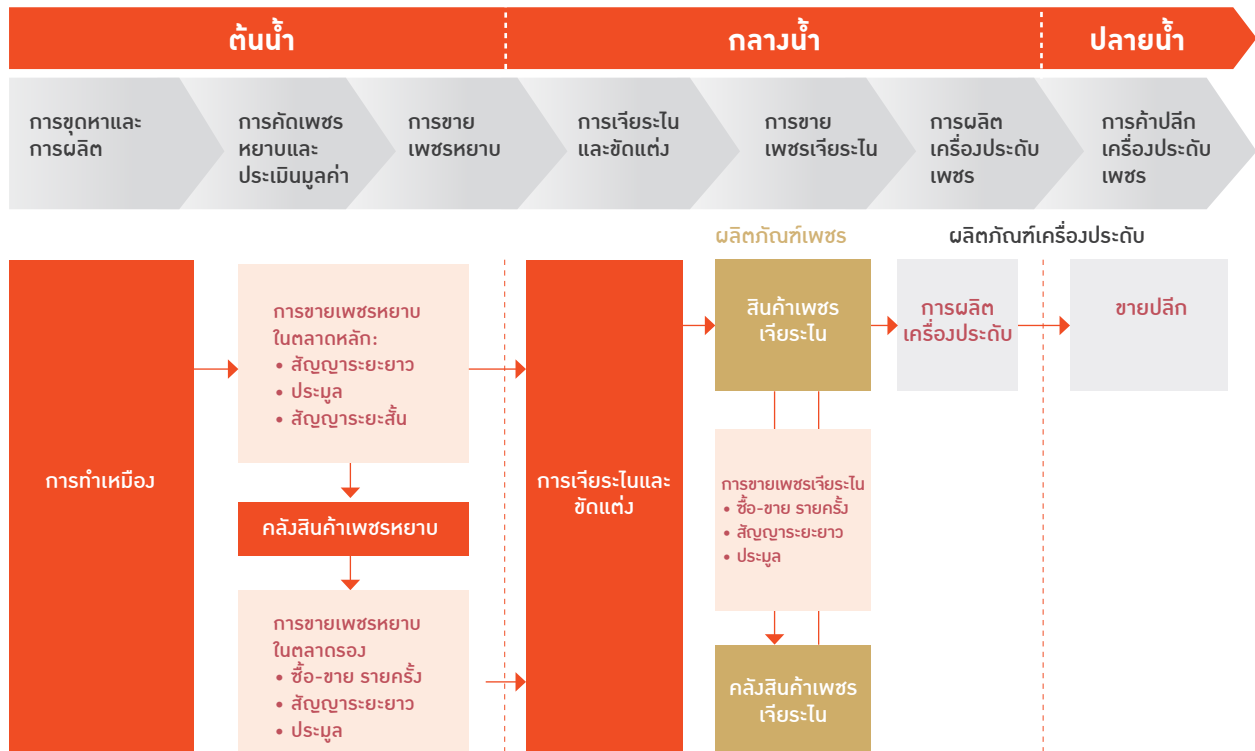 ต้นน้ำ
กลางน้ำ
ปลายน้ำ
การขุดหาและ
การผลิต
การคัดเพชร
หยาบและ
ประเมินมูลค่า
การขาย
เพชรหยาบ
การเจียระไน
และขัดแต่ง
การขาย
เพชรเจียระไน
การผลิต
เครื่องประดับ
เพชร
การค้าปลีก
เครื่องประดับ
เพชร
ผลิตภัณฑ์เพชร
ผลิตภัณฑ์เครื่องประดับ
การทำเหมือง
การขายเพชรหยาบ
ในตลาดหลัก:
• สัญญาระยะยาว
• ประมูล
• สัญญาระยะสั้น
คลังสินค้าเพชรหยาบ
การขายเพชรหยาบ
ในตลาดรอง
• ซื้อ-ขาย รายครั้ง
• สัญญาระยะยาว
• ประมูล
การเจียระไนและ
ขัดแต่ง
สินค้าเพชร
เจียระไน
การขายเพชรเจียระไน
• ซื้อ-ขาย รายครั้ง
• สัญญาระยะยาว
• ประมูล
คลังสินค้าเพชร
เจียระไน
การผลิต
เครื่องประดับ
ขายปลีก